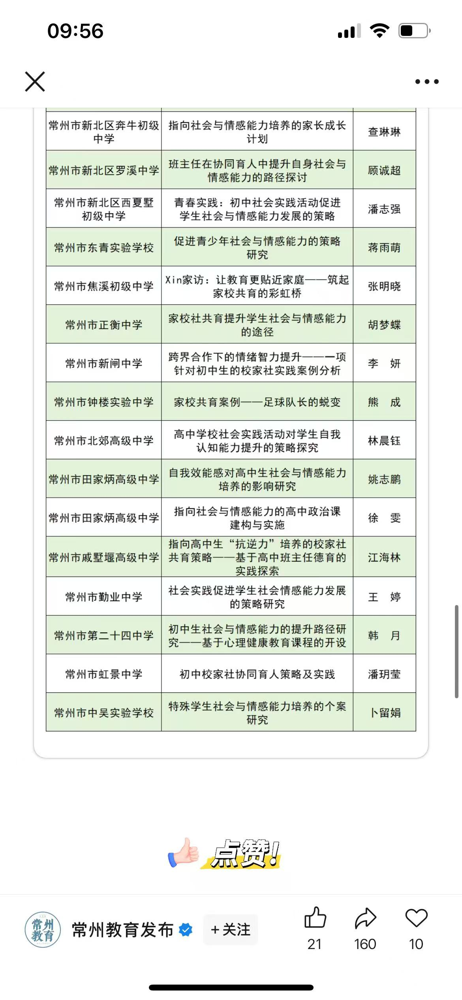 09:56
常州市新北区奔牛初级
中学
指向社会与情感能力培养的家长成长
计划
查琳琳
常州市新北区罗溪中学
班主任在协同育人中提升自身社会与
情感能力的路径探讨
顾诚超
常州市新北区西夏墅
初级中学
青春实践：初中社会实践活动促进
学生社会与情感能力发展的策略
潘志强
常州市东青实验学校
促进青少年社会与情感能力的策略
研究
蒋雨萌
常州市焦溪初级中学
Xin家访：让教育更贴近家庭——筑起
家校共育的彩虹桥
张明晓
常州市正衡中学
家校社共育提升学生社会与情感能力
的途径
胡梦蝶
常州市新闸中学
跨界合作下的情绪智力提升——一项
针对初中生的校家社实践案例分析
李　妍
常州市钟楼实验中学
家校共育案例——足球队长的蜕变
熊　成
常州市北郊高级中学
高中学校社会实践活动对学生自我
认知能力提升的策略探究
林晨钰
常州市田家炳高级中学
自我效能感对高中生社会与情感能力
培养的影响研究
姚志鹏
常州市田家炳高级中学
指向社会与情感能力的高中政治课
建构与实施
徐　雯
常州市戚墅堰高级中学
指向高中生“抗逆力”培养的校家社
共育策略——基于高中班主任德育的
实践探索
江海林
常州市勤业中学
社会实践促进学生社会情感能力发展
的策略研究
王　婷
常州市第二十四中学
初中生社会与情感能力的提升路径研
究——基于心理健康教育课程的开设
韩　月
常州市虹景中学
初中校家社协同育人策略及实践
潘玥莹
常州市中吴实验学校
特殊学生社会与情感能力培养的个案
研究
卜留娟
点赞!
常州
教育
常州教育发布
+关注
21
160
10